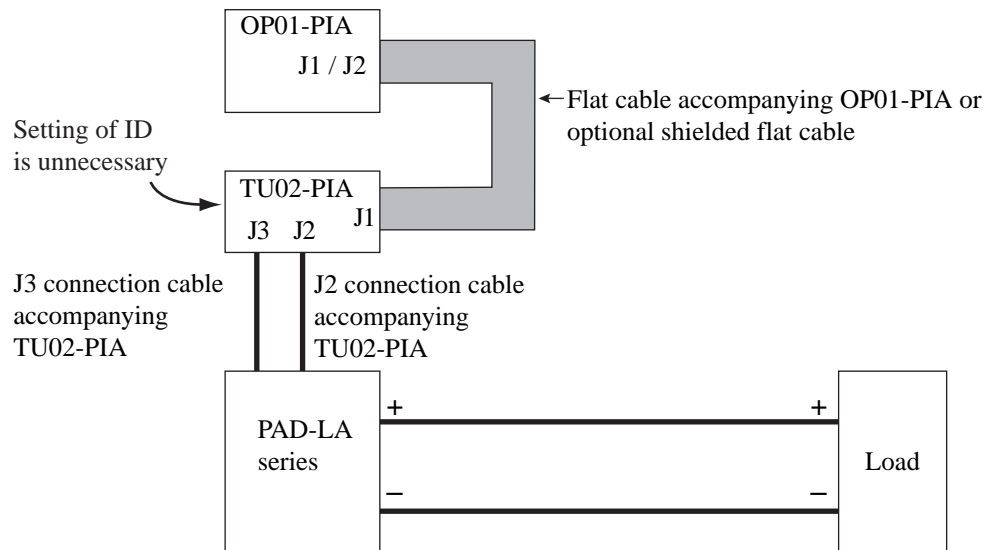 OP01-PIA
J1 / J2
Flat cable accompanying OP01-PIA or
optional shielded flat cable
Setting of ID
is unnecessary
TU02-PIA
J1
J3
J2
J3 connection cable
accompanying
TU02-PIA
J2 connection cable
accompanying
TU02-PIA
PAD-LA
series
+
+
−
−
Load